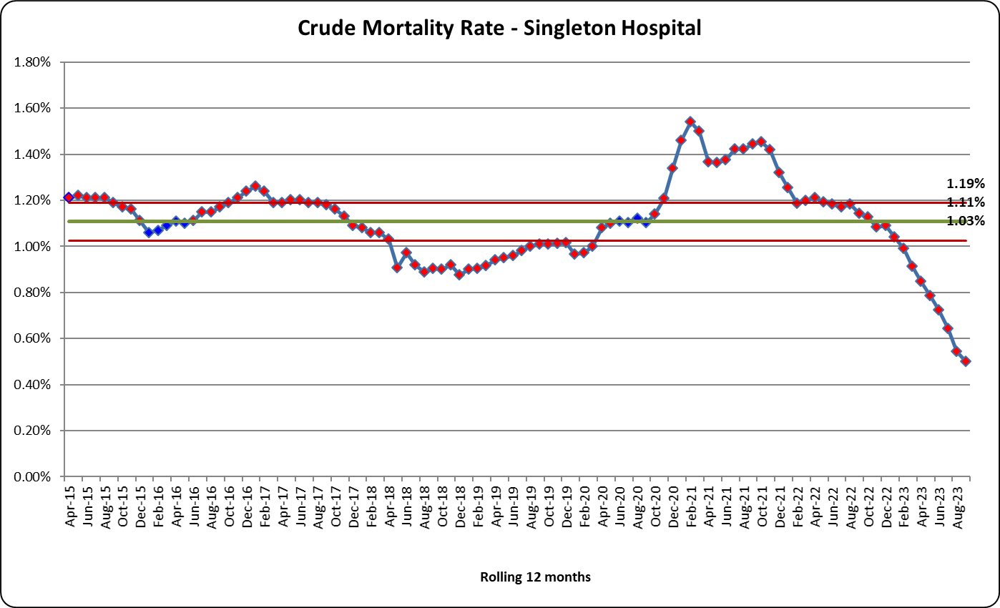 Crude Mortality Rate - Singleton Hospital
1.80%
1.60%
1.40%
1.20%
1.00%
0.80%
0.60%
0.40%
0.20%
0.00%
1.19%
1.11%
1.03%
Apr-15
Jun-15
Aug-15
Oct-15
Dec-15
Feb-16
Apr-16
Jun-16
Aug-16
Oct-16
Dec-16
Feb-17
Apr-17
Jun-17
Aug-17
Oct-17
Dec-17
Feb-18
Apr-18
Jun-18
Aug-18
Oct-18
Dec-18
Feb-19
Apr-19
Jun-19
Aug-19
Oct-19
Dec-19
Feb-20
Apr-20
Jun-20
Aug-20
Oct-20
Dec-20
Feb-21
Apr-21
Jun-21
Aug-21
Oct-21
Dec-21
Feb-22
Apr-22
Jun-22
Aug-22
Oct-22
Dec-22
Feb-23
Apr-23
Jun-23
Aug-23
Rolling 12 months